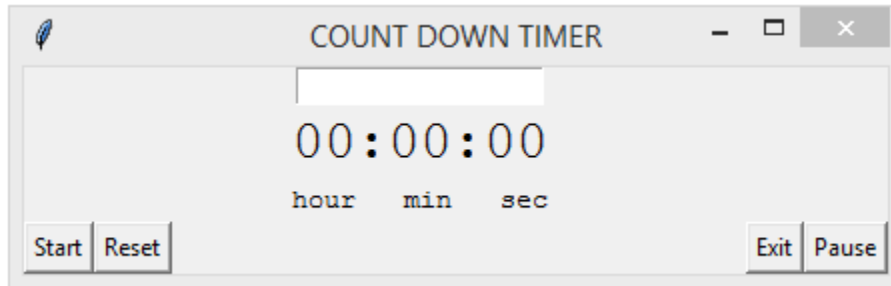 COUNT DOWN TIMER
00:00:00
hour min sec
Start Reset Exit Pause